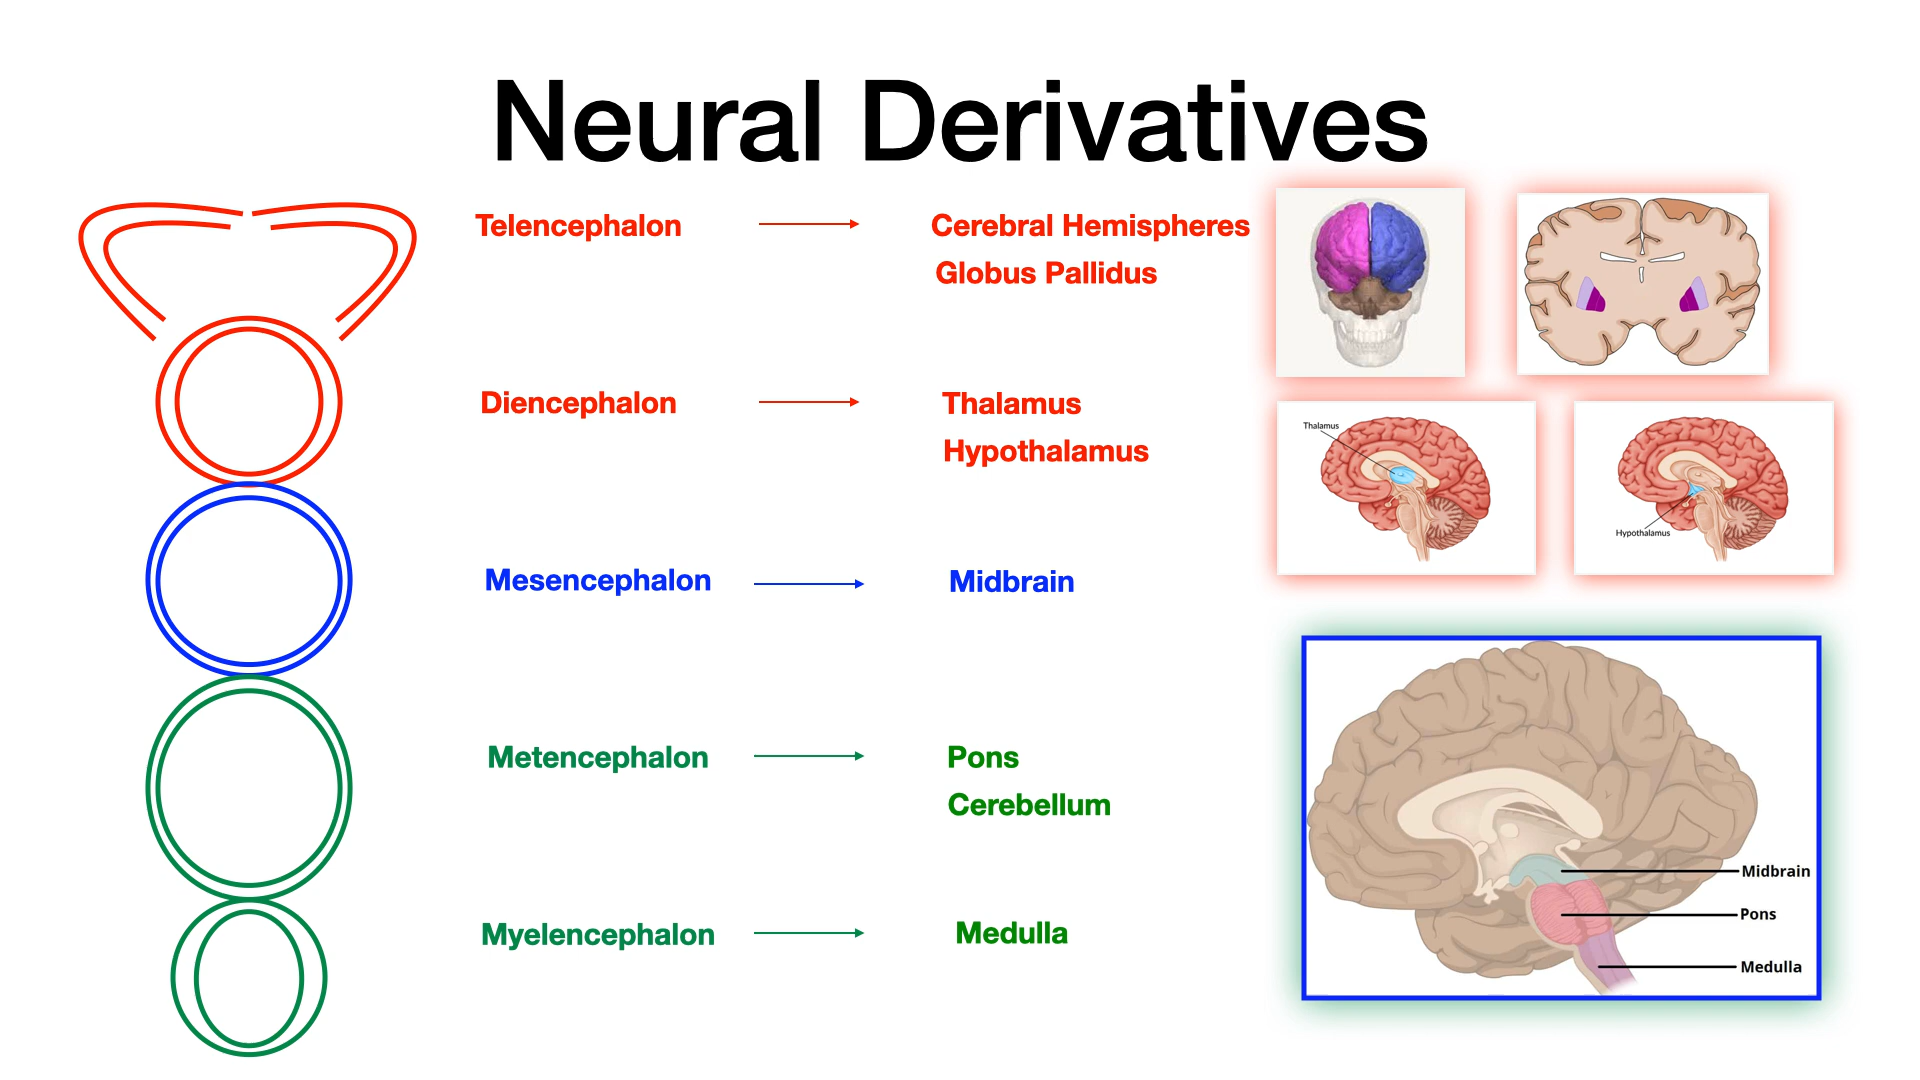 Neural Derivatives
Telencephalon
Cerebral Hemispheres
Globus Pallidus
Diencephalon
Thalamus
Hypothalamus
Thalamus
Hypothalamus
Mesencephalon
Midbrain
Metencephalon
Pons
Cerebellum
Myelencephalon
Medulla
Midbrain
Pons
Medulla